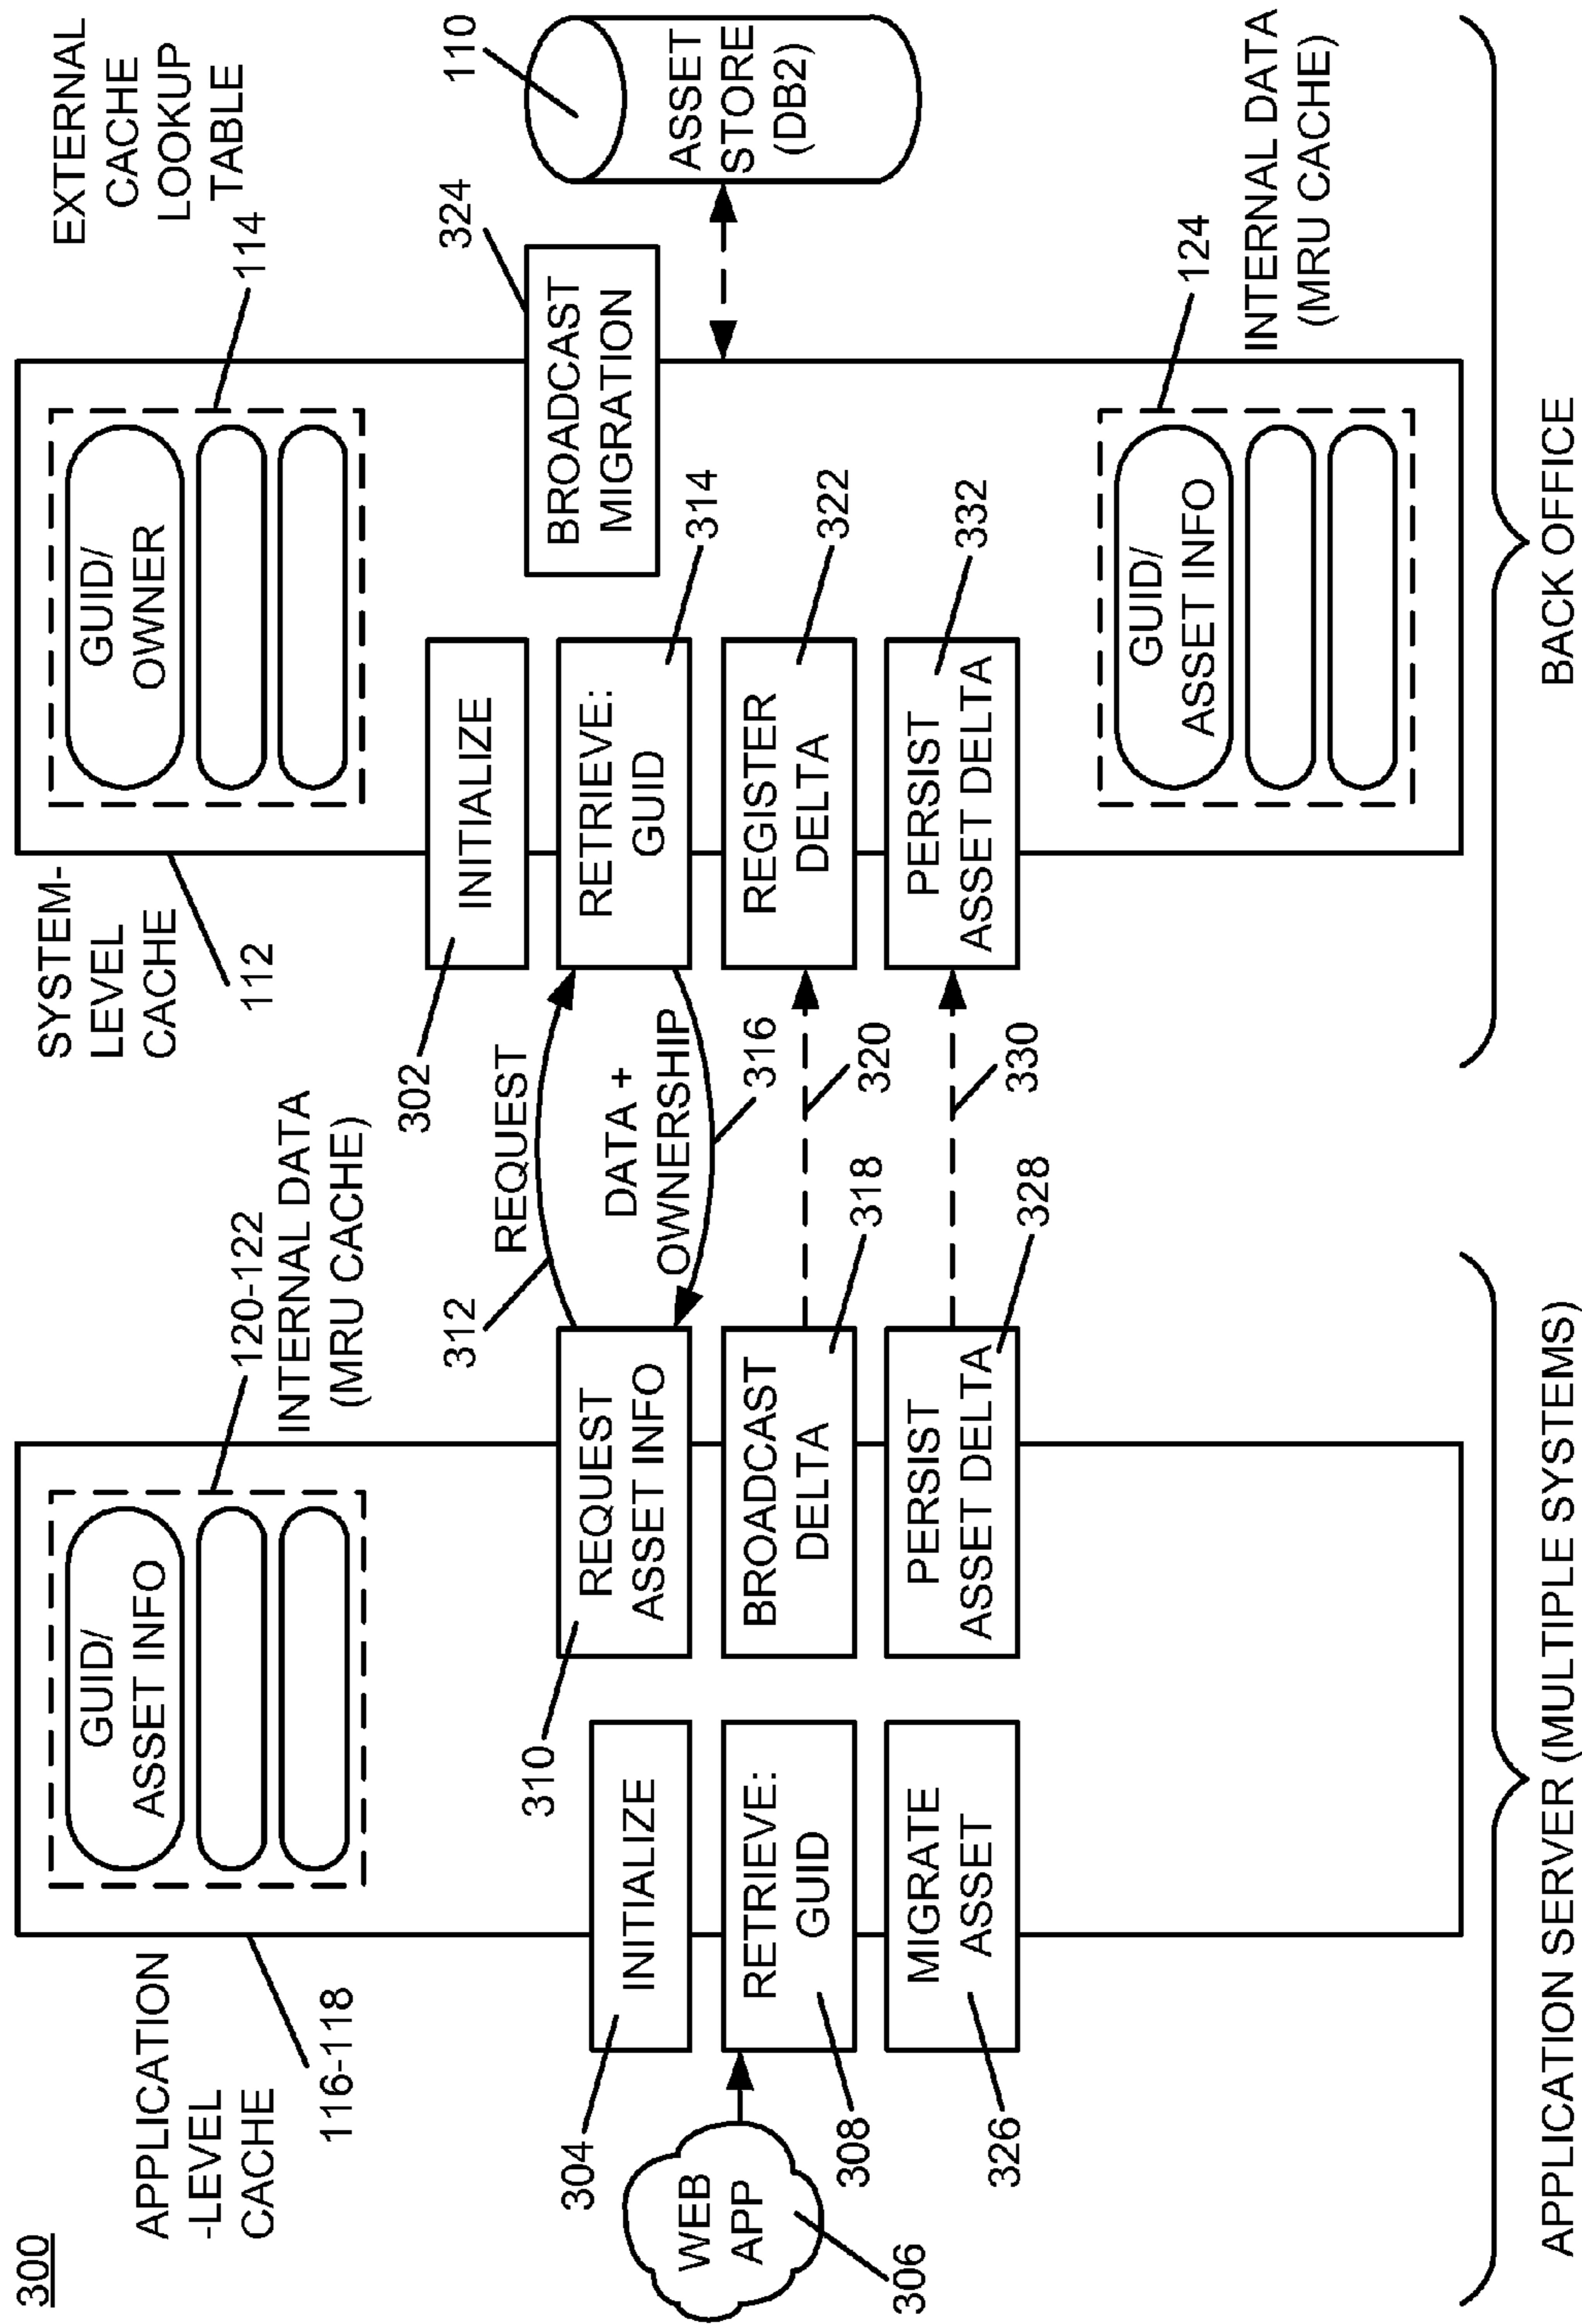 300
APPLICATION
-LEVEL
CACHE
116-118
GUID/
ASSET INFO
120-122
INTERNAL DATA
(MRU CACHE)
SYSTEM-
LEVEL
CACHE
112
GUID/
OWNER
EXTERNAL
CACHE
LOOKUP
TABLE
114
304
INITIALIZE
WEB
APP
306
RETRIEVE:
GUID
308
MIGRATE
ASSET
326
310
REQUEST
ASSET INFO
BROADCAST
DELTA
318
PERSIST
ASSET DELTA
328
312
REQUEST
DATA +
OWNERSHIP
316
320
330
302
INITIALIZE
RETRIEVE:
GUID
314
REGISTER
DELTA
322
PERSIST
ASSET DELTA
332
BROADCAST
MIGRATION
324
110
ASSET
STORE
(DB2)
GUID/
ASSET INFO
124
INTERNAL DATA
(MRU CACHE)
APPLICATION SERVER (MULTIPLE SYSTEMS)
BACK OFFICE